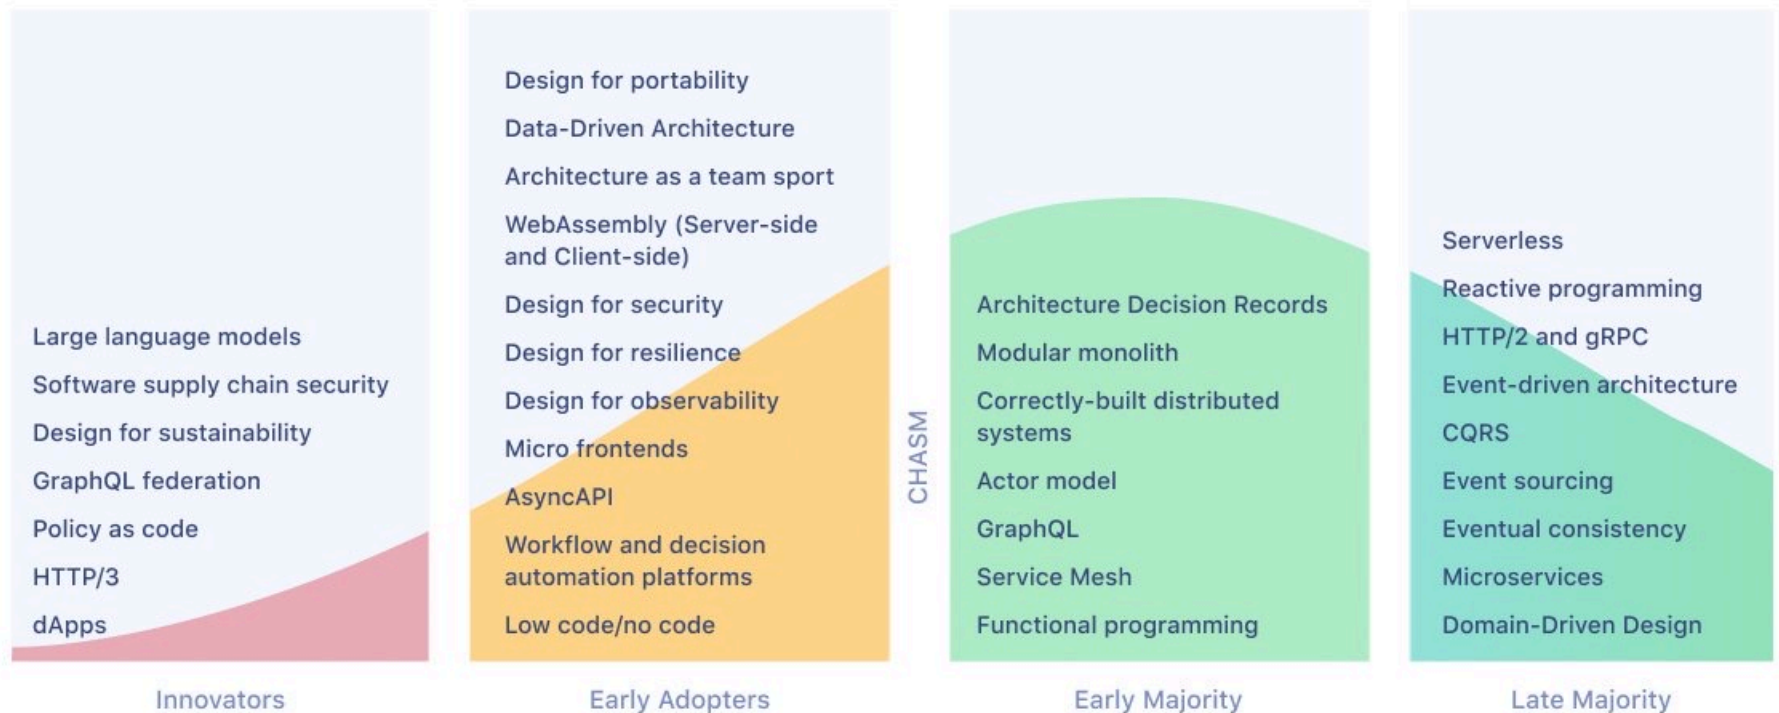 Large language models
Software supply chain security
Design for sustainability
GraphQL federation
Policy as code
HTTP/3
dApps
Innovators
Design for portability
Data-Driven Architecture
Architecture as a team sport
WebAssembly (Server-side
and Client-side)
Design for security
Design for resilience
Design for observability
Micro frontends
AsyncAPI
Workflow and decision
automation platforms
Low code/no code
Early Adopters
CHASM
Architecture Decision Records
Modular monolith
Correctly-built distributed
systems
Actor model
GraphQL
Service Mesh
Functional programming
Early Majority
Serverless
Reactive programming
HTTP/2 and gRPC
Event-driven architecture
CQRS
Event sourcing
Eventual consistency
Microservices
Domain-Driven Design
Late Majority